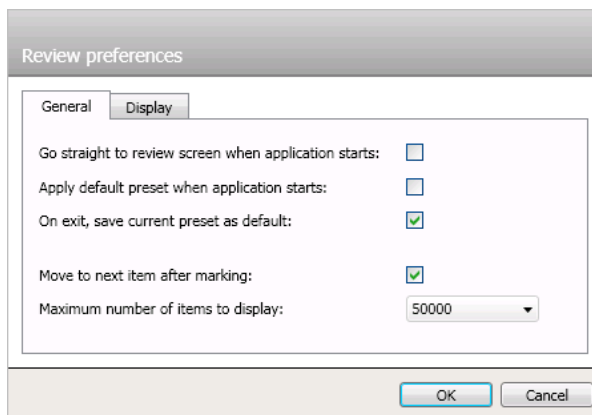 Review preferences
General Display
Go straight to review screen when application starts:
Apply default preset when application starts:
On exit, save current preset as default:
Move to next item after marking:
Maximum number of items to display: 50000
OK Cancel